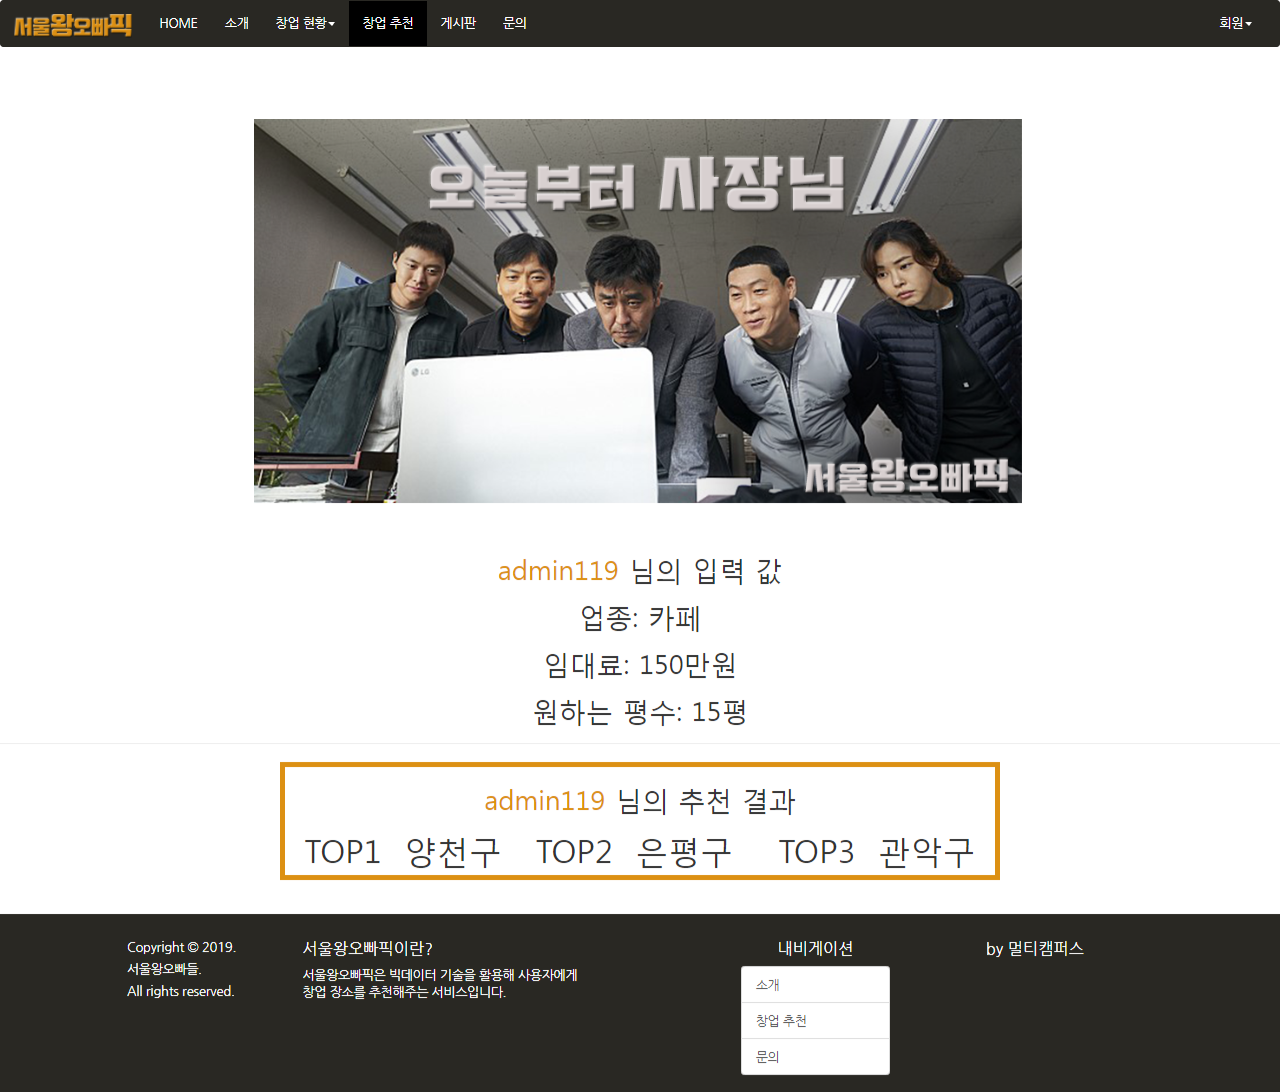 서울왕오빠픽 HOME 소개 창업 현황 창업 추천 게시판 문의 회원
오늘부터 사장님
LG
서울왕오빠픽
admin119 님의 입력 값
업종: 카페
임대료: 150만원
원하는 평수: 15평
admin119 님의 추천 결과
TOP1 양천구 TOP2 은평구 TOP3 관악구
Copyright © 2019.
서울왕오빠들.
All rights reserved.
서울왕오빠픽이란?
서울왕오빠픽은 빅데이터 기술을 활용해 사용자에게
창업 장소를 추천해주는 서비스입니다.
내비게이션
소개
창업 추천
문의
by 멀티캠퍼스